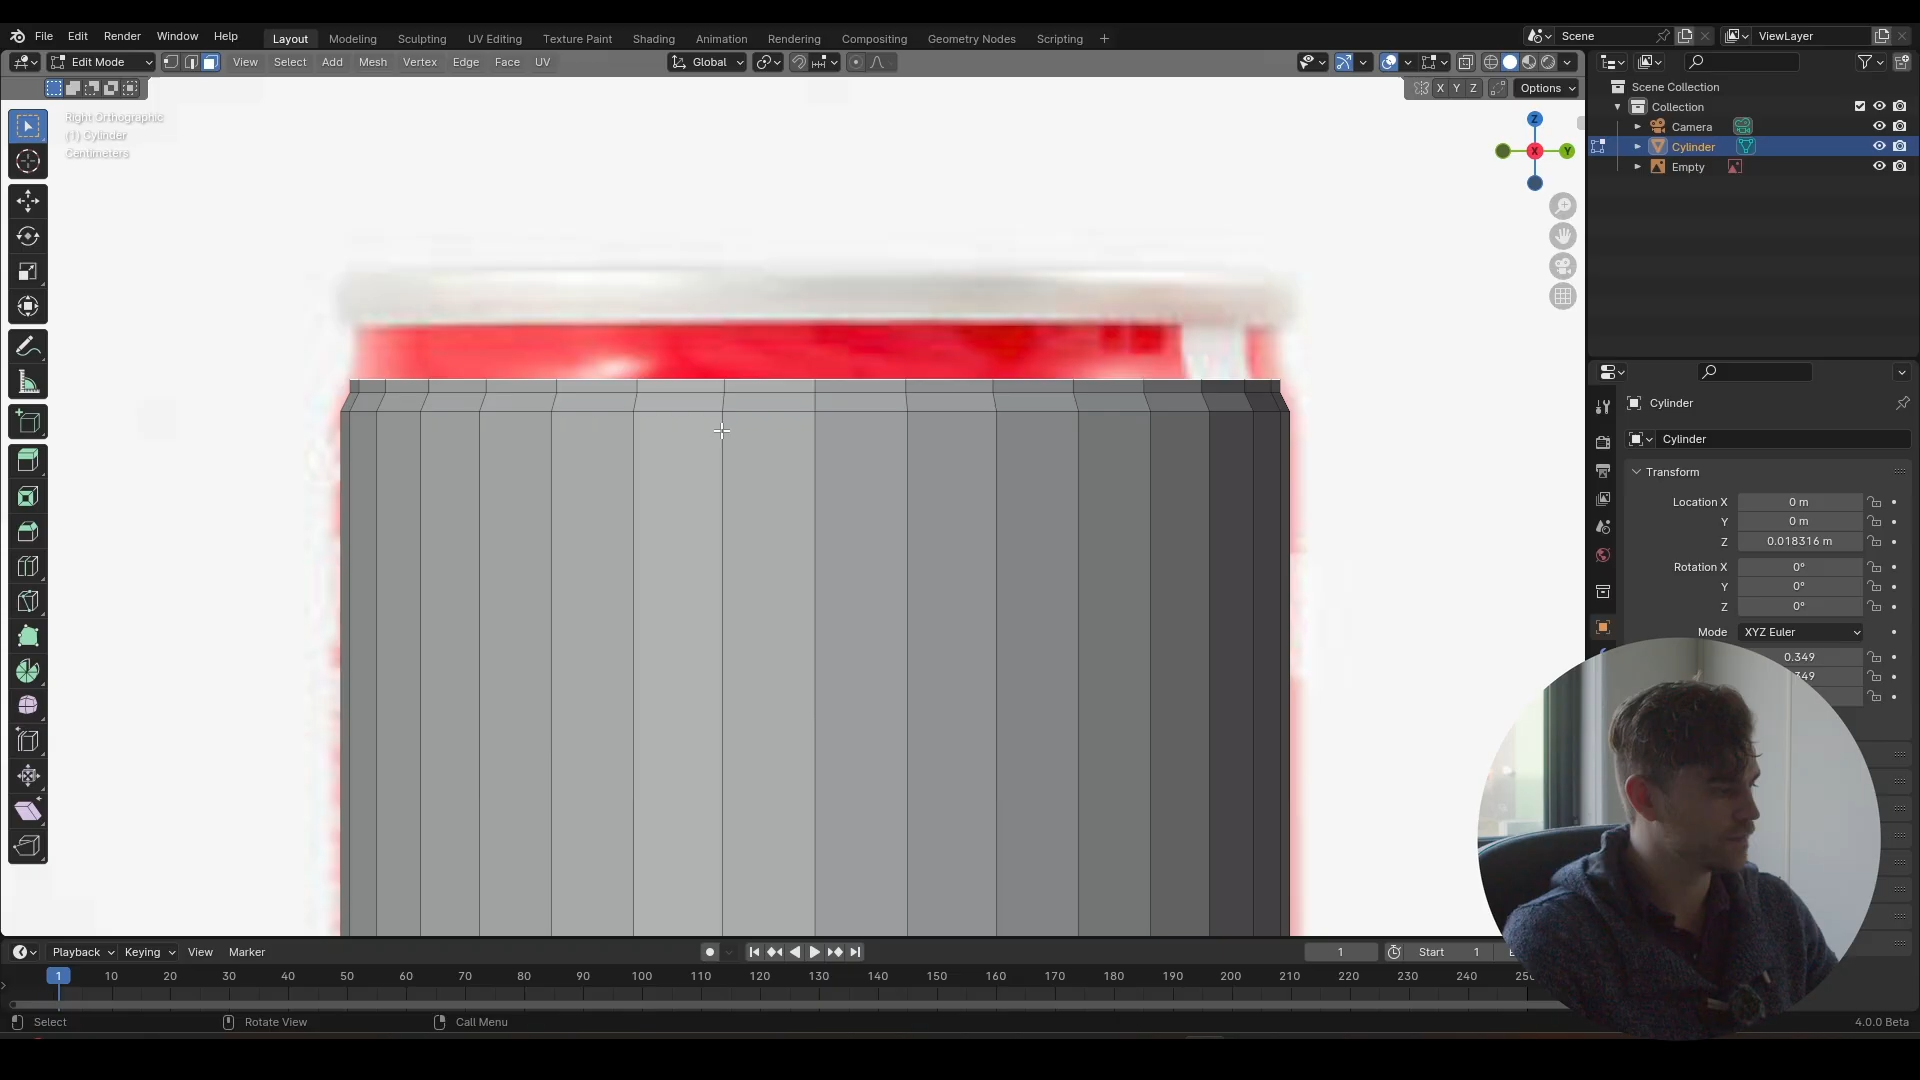 File Edit Render Window Help Layout Modeling Sculpting UV Editing Texture Paint Shading Animation Rendering Compositing Geometry Nodes Scripting + Scene ViewLayer
Edit Mode View Select Add Mesh Vertex Edge Face UV Global
X Y Z Options
Right Orthographic
(1) Cylinder
Centimeters
Z
X
Y
Scene Collection
Collection
Camera
Cylinder
Empty
Cylinder
Cylinder
Transform
Location X 0 m
Y 0 m
Z 0.018316 m
Rotation X 0°
Y 0°
Z 0°
Mode XYZ Euler
0.349
349
Playback Keying View Marker 1 Start 1
1 10 20 30 40 50 60 70 80 90 100 110 120 130 140 150 160 170 180 190 200 210 220 230 240
Select Rotate View Call Menu 4.0.0 Beta